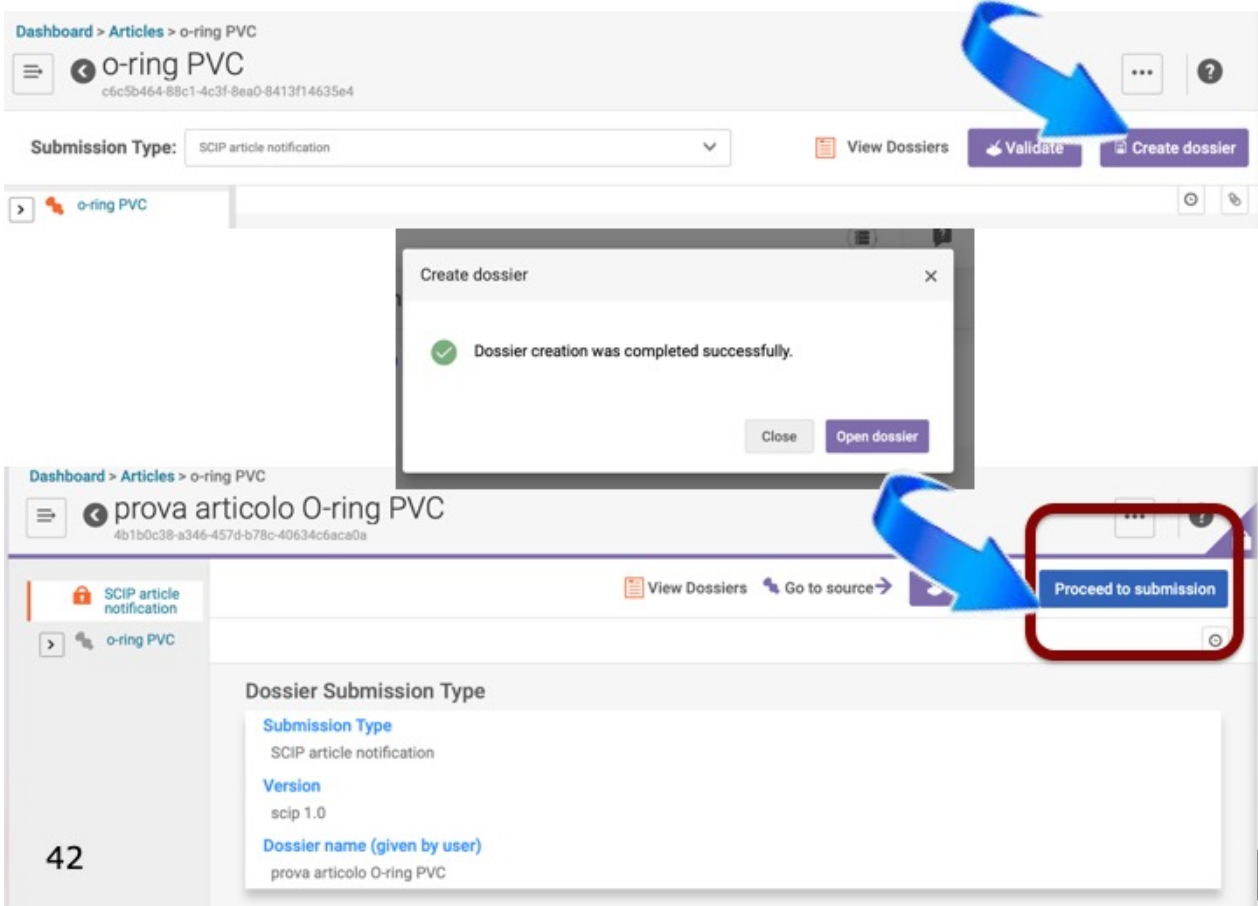 Dashboard > Articles > o-ring PVC
o-ring PVC
c6c5b464-88c1-4c3f-8ea0-8413f14635e4
Submission Type: SCIP article notification View Dossiers Validate Create dossier
o-ring PVC
Create dossier
Dossier creation was completed successfully.
Close Open dossier
Dashboard > Articles > o-ring PVC
prova articolo O-ring PVC
4b1b0c38-a346-457d-b78c-40634c6aca0a
SCIP article
notification
View Dossiers Go to source Proceed to submission
o-ring PVC
Dossier Submission Type
Submission Type
SCIP article notification
Version
scip 1.0
Dossier name (given by user)
prova articolo O-ring PVC
42